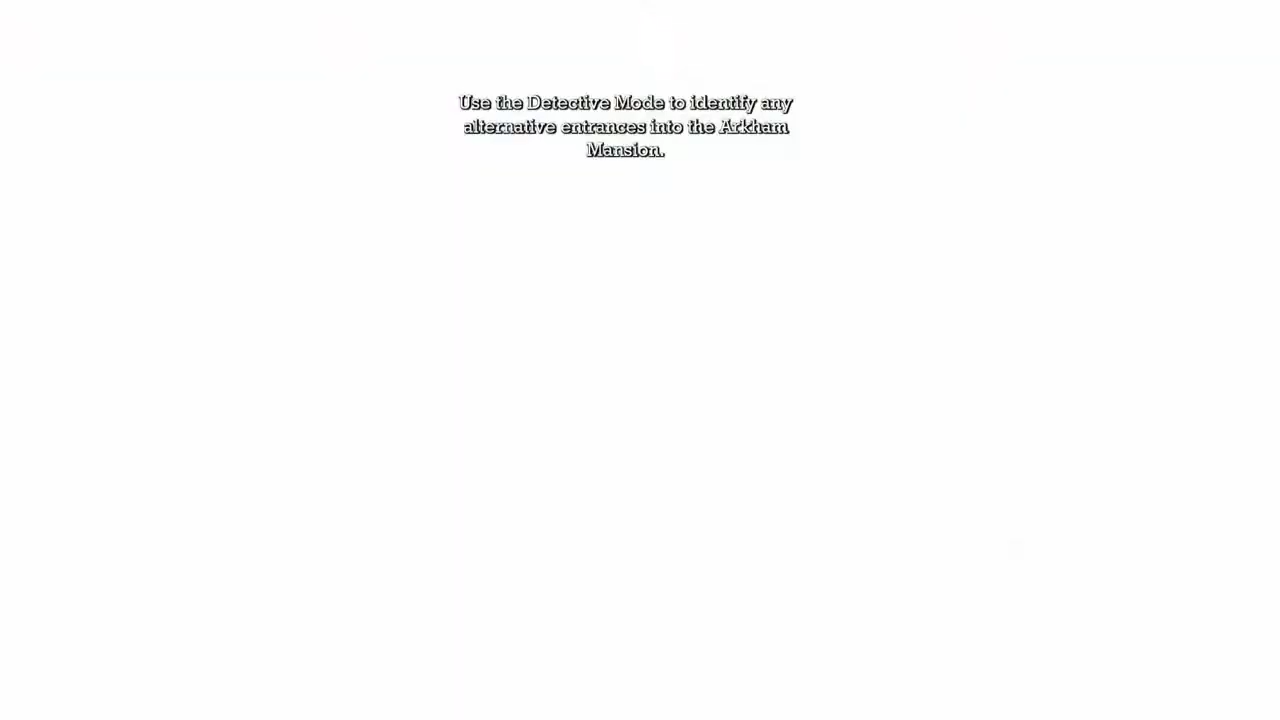 Use the Detective Mode to identify any
alternative entrances into the Arkham
Mansion.